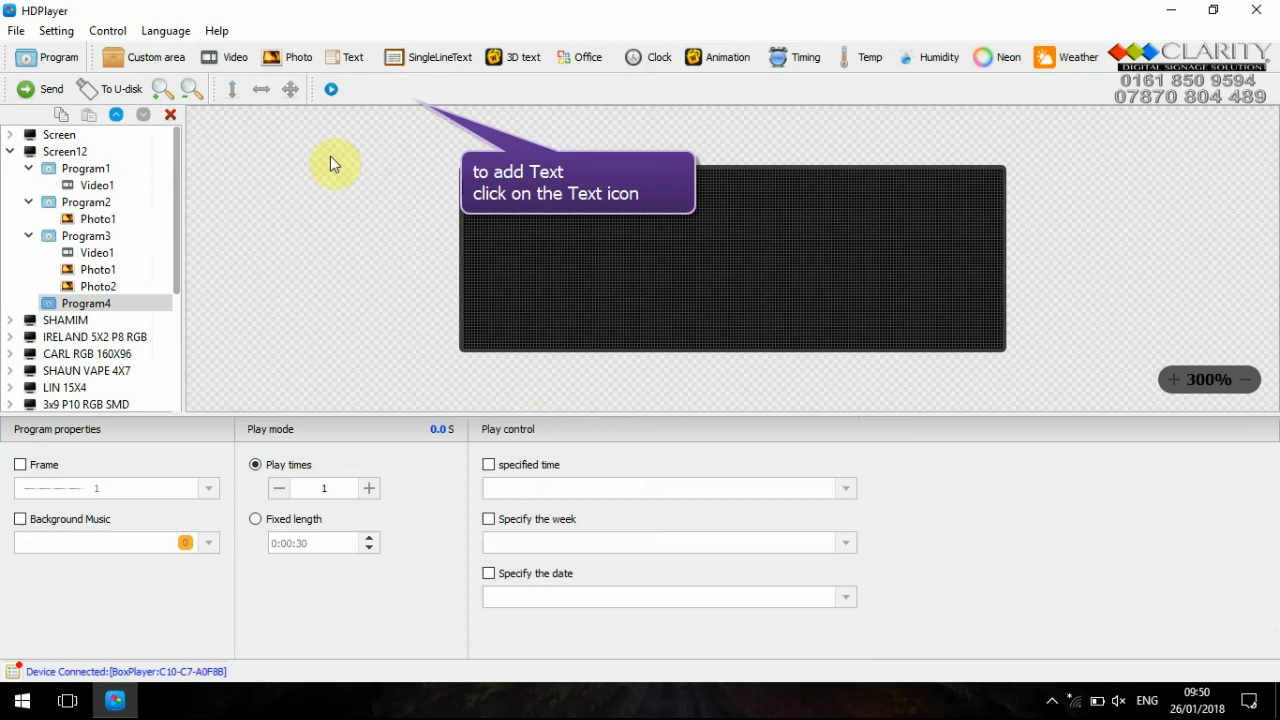 HDPlayer
File Setting Control Language Help
Program Custom area Video Photo Text SingleLineText 3D text Office Clock Animation Timing Temp Humidity Neon Weather
CLARITY
DIGITAL SIGNAGE SOLUTION
0161 850 9594
07870 804 489
Send To U-disk
to add Text
click on the Text icon
Screen
Screen12
Program1
Video1
Program2
Photo1
Program3
Video1
Photo1
Photo2
Program4
SHAMIM
IRELAND 5X2 P8 RGB
CARL RGB 160X96
SHAUN VAPE 4X7
LIN 15X4
3x9 P10 RGB SMD
+ 300% −
Program properties Play mode 0.0 S Play control
Frame
1
Background Music
0
Play times
− 1 +
Fixed length
0:00:30
specified time
Specify the week
Specify the date
Device Connected:[BoxPlayer:C10-C7-A0F8B]
ENG
09:50
26/01/2018